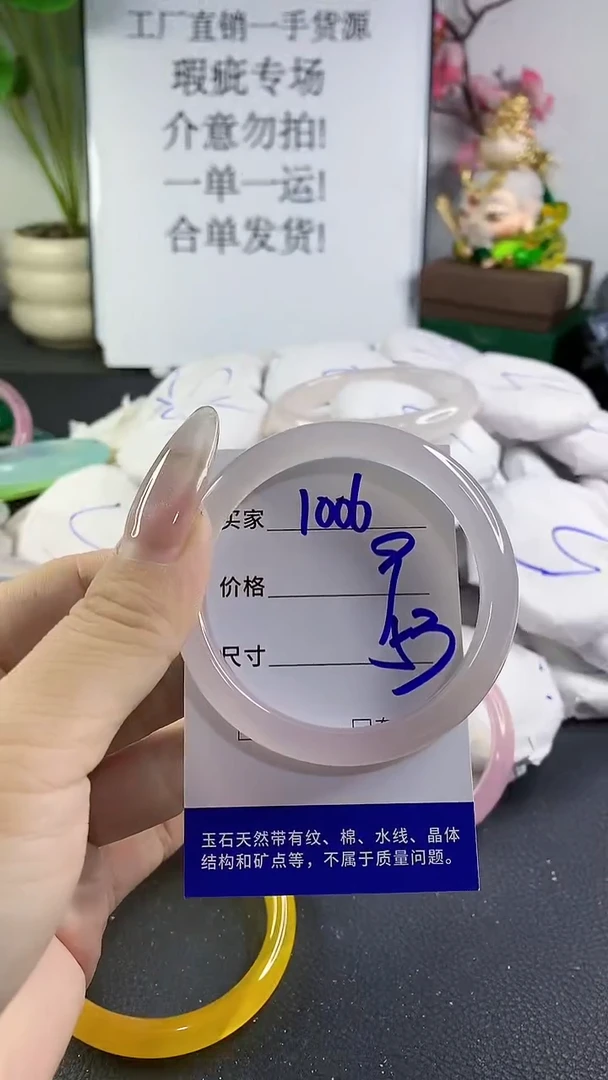 工厂直销一手货源
瑕疵专场
介意勿拍!
一单一运!
合单发货!
买家 1006
价格
尺寸 53
玉石天然带有纹、棉、水线、晶体
结构和矿点等，不属于质量问题。